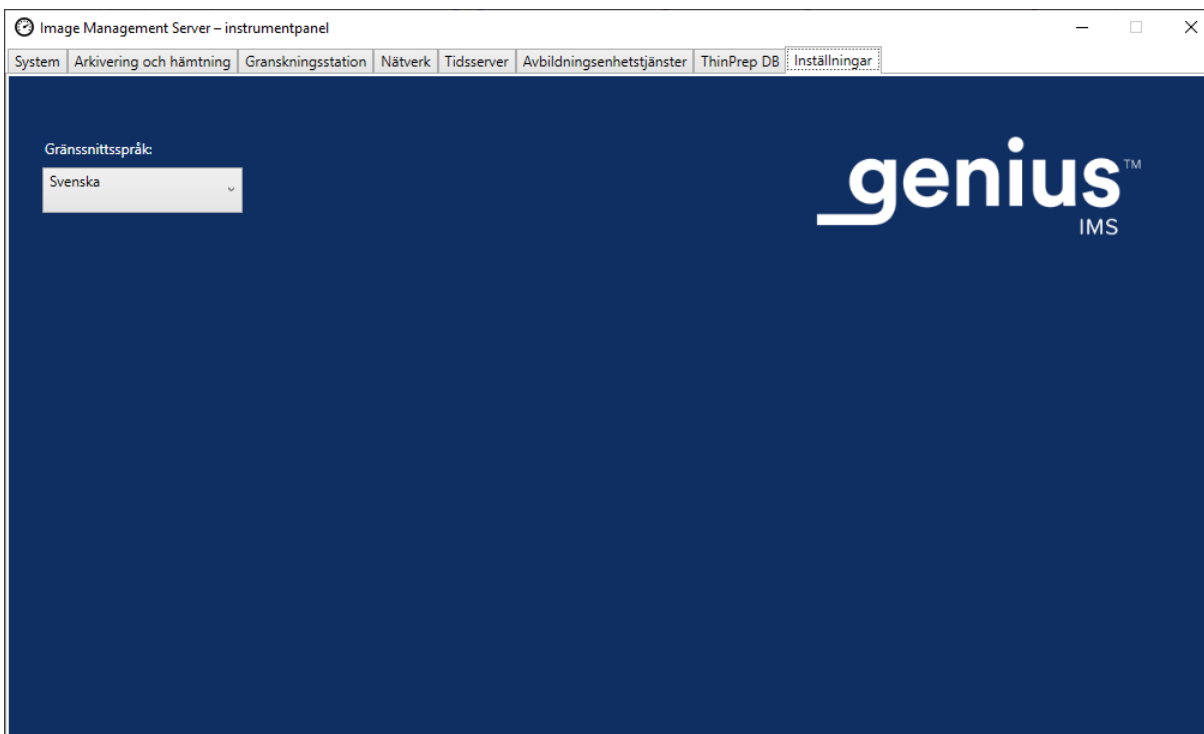 Image Management Server – instrumentpanel
System Arkivering och hämtning Granskningsstation Nätverk Tidsserver Avbildningsenhetstjänster ThinPrep DB Inställningar
Gränssnittsspråk:
Svenska
genius™
IMS